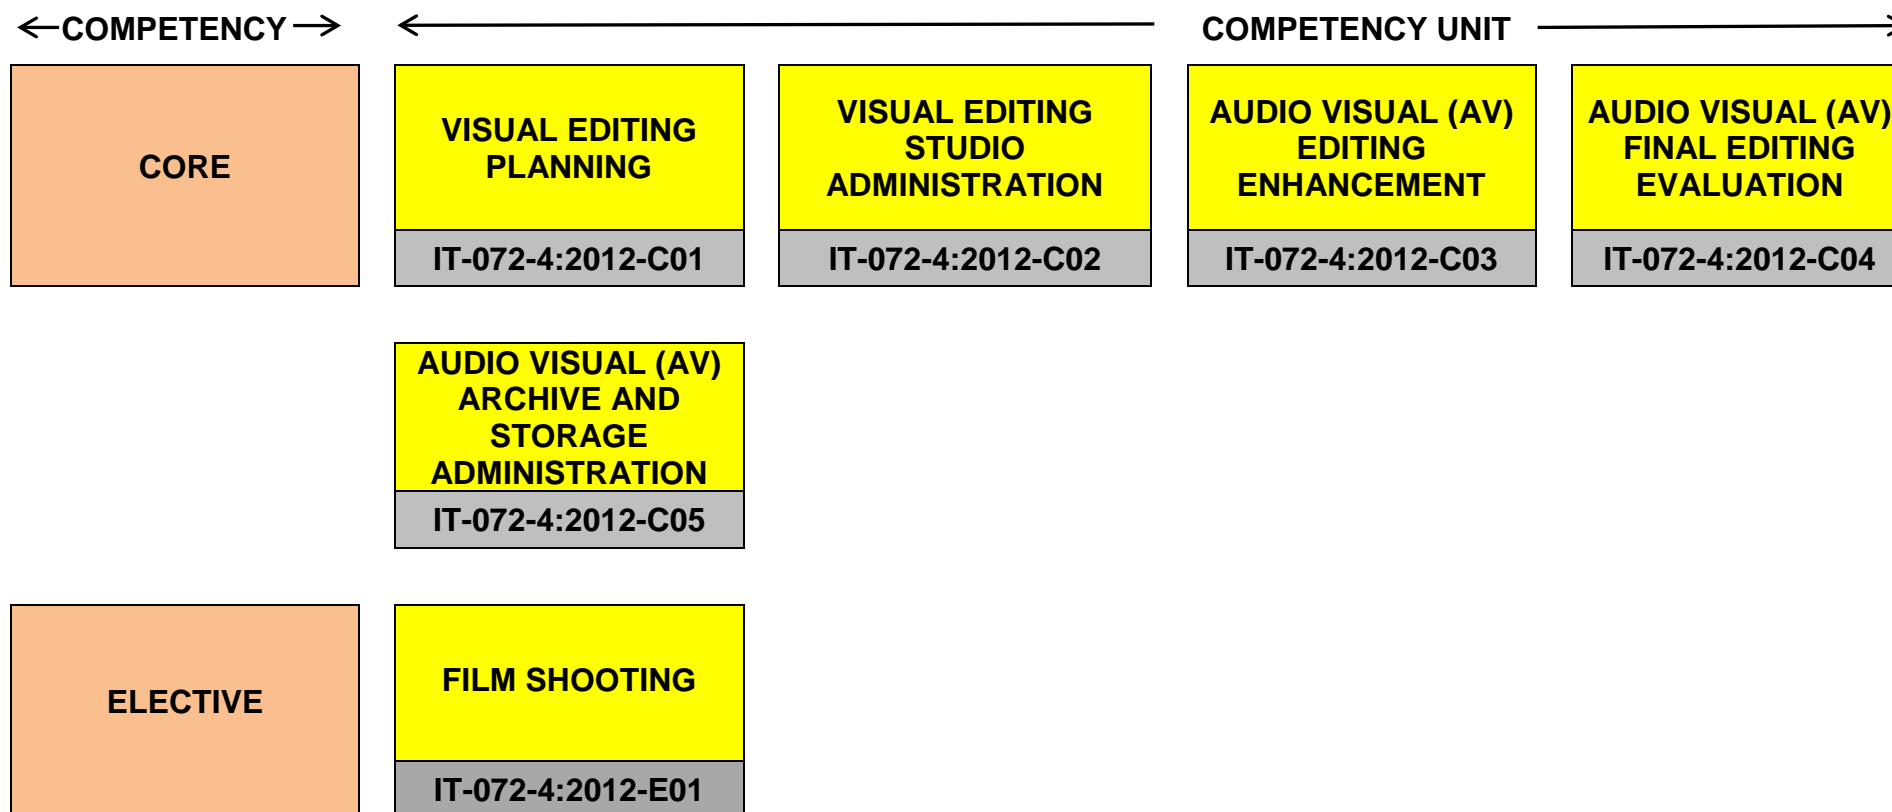 COMPETENCY
COMPETENCY UNIT
CORE
VISUAL EDITING
PLANNING
IT-072-4:2012-C01
VISUAL EDITING
STUDIO
ADMINISTRATION
IT-072-4:2012-C02
AUDIO VISUAL (AV)
EDITING
ENHANCEMENT
IT-072-4:2012-C03
AUDIO VISUAL (AV)
FINAL EDITING
EVALUATION
IT-072-4:2012-C04
AUDIO VISUAL (AV)
ARCHIVE AND
STORAGE
ADMINISTRATION
IT-072-4:2012-C05
ELECTIVE
FILM SHOOTING
IT-072-4:2012-E01